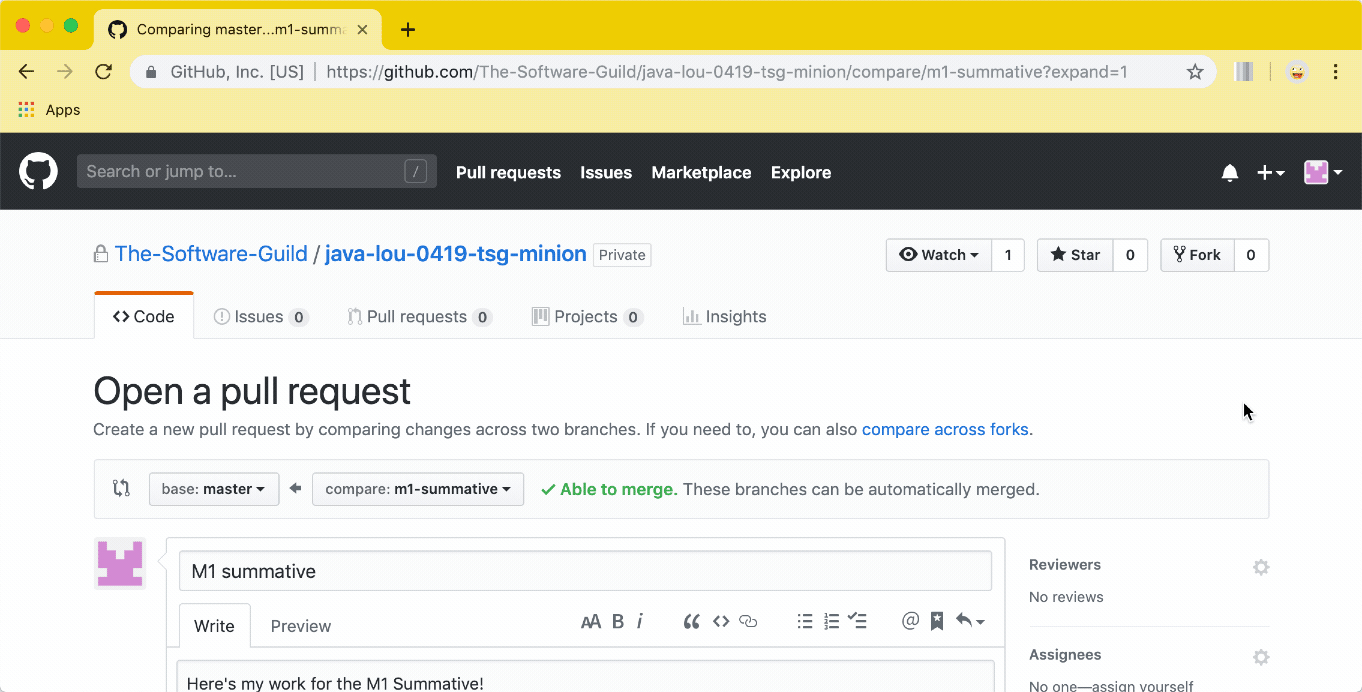 Comparing master...m1-summa
GitHub, Inc. [US] | https://github.com/The-Software-Guild/java-lou-0419-tsg-minion/compare/m1-summative?expand=1
Apps
Search or jump to... / Pull requests Issues Marketplace Explore
The-Software-Guild / java-lou-0419-tsg-minion Private Watch 1 Star 0 Fork 0
Code Issues 0 Pull requests 0 Projects 0 Insights
Open a pull request
Create a new pull request by comparing changes across two branches. If you need to, you can also compare across forks.
base: master compare: m1-summative Able to merge. These branches can be automatically merged.
M1 summative
Reviewers
No reviews
Write Preview AA B i “ <> @
Assignees
Here's my work for the M1 Summative!
No one—assign yourself